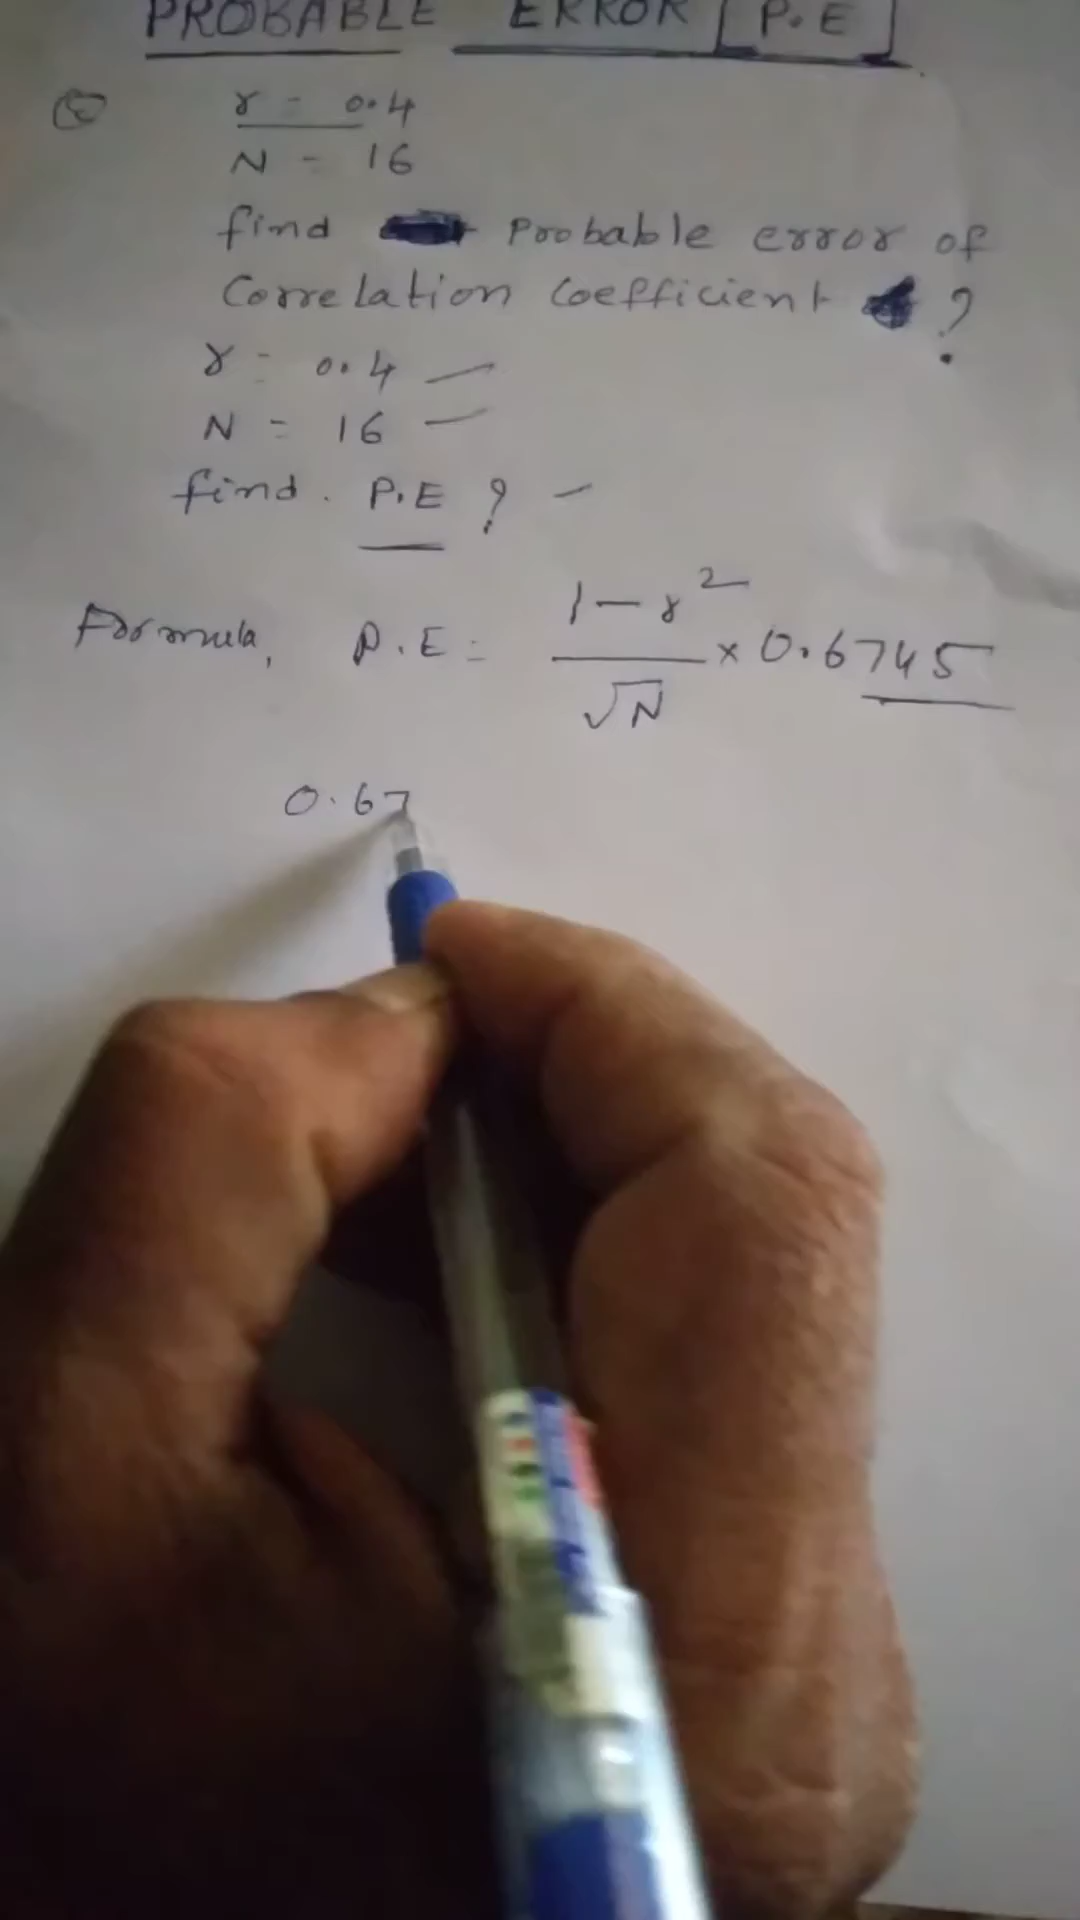 PROBABLE ERROR [P.E]
Q r = 0.4
N = 16
find Probable error of
Correlation Coefficient ?
r = 0.4
N = 16
find. P.E ?
Formula, P.E = 1 - r² / √N × 0.6745
0.67